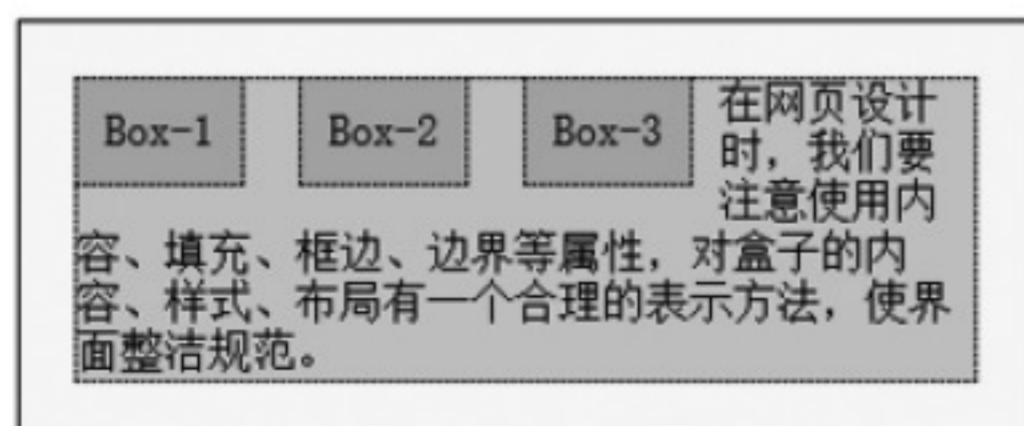 Box-1 Box-2 Box-3 在网页设计
时，我们要
注意使用内
容、填充、框边、边界等属性，对盒子的内
容、样式、布局有一个合理的表示方法，使界
面整洁规范。